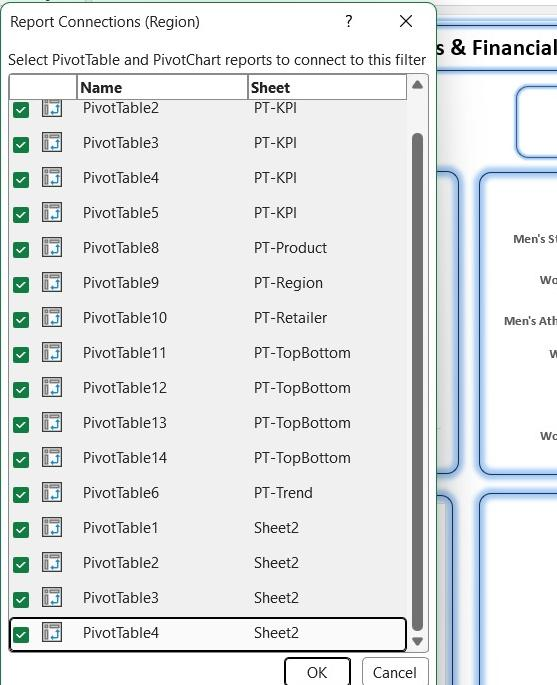 Report Connections (Region) ? ×
s & Financial
Select PivotTable and PivotChart reports to connect to this filter
Name Sheet
PivotTable2 PT-KPI
PivotTable3 PT-KPI
PivotTable4 PT-KPI
PivotTable5 PT-KPI
PivotTable8 PT-Product
PivotTable9 PT-Region
PivotTable10 PT-Retailer
PivotTable11 PT-TopBottom
PivotTable12 PT-TopBottom
PivotTable13 PT-TopBottom
PivotTable14 PT-TopBottom
PivotTable6 PT-Trend
PivotTable1 Sheet2
PivotTable2 Sheet2
PivotTable3 Sheet2
PivotTable4 Sheet2
OK Cancel
Men's St
Wo
Men's Ath
W
Wo